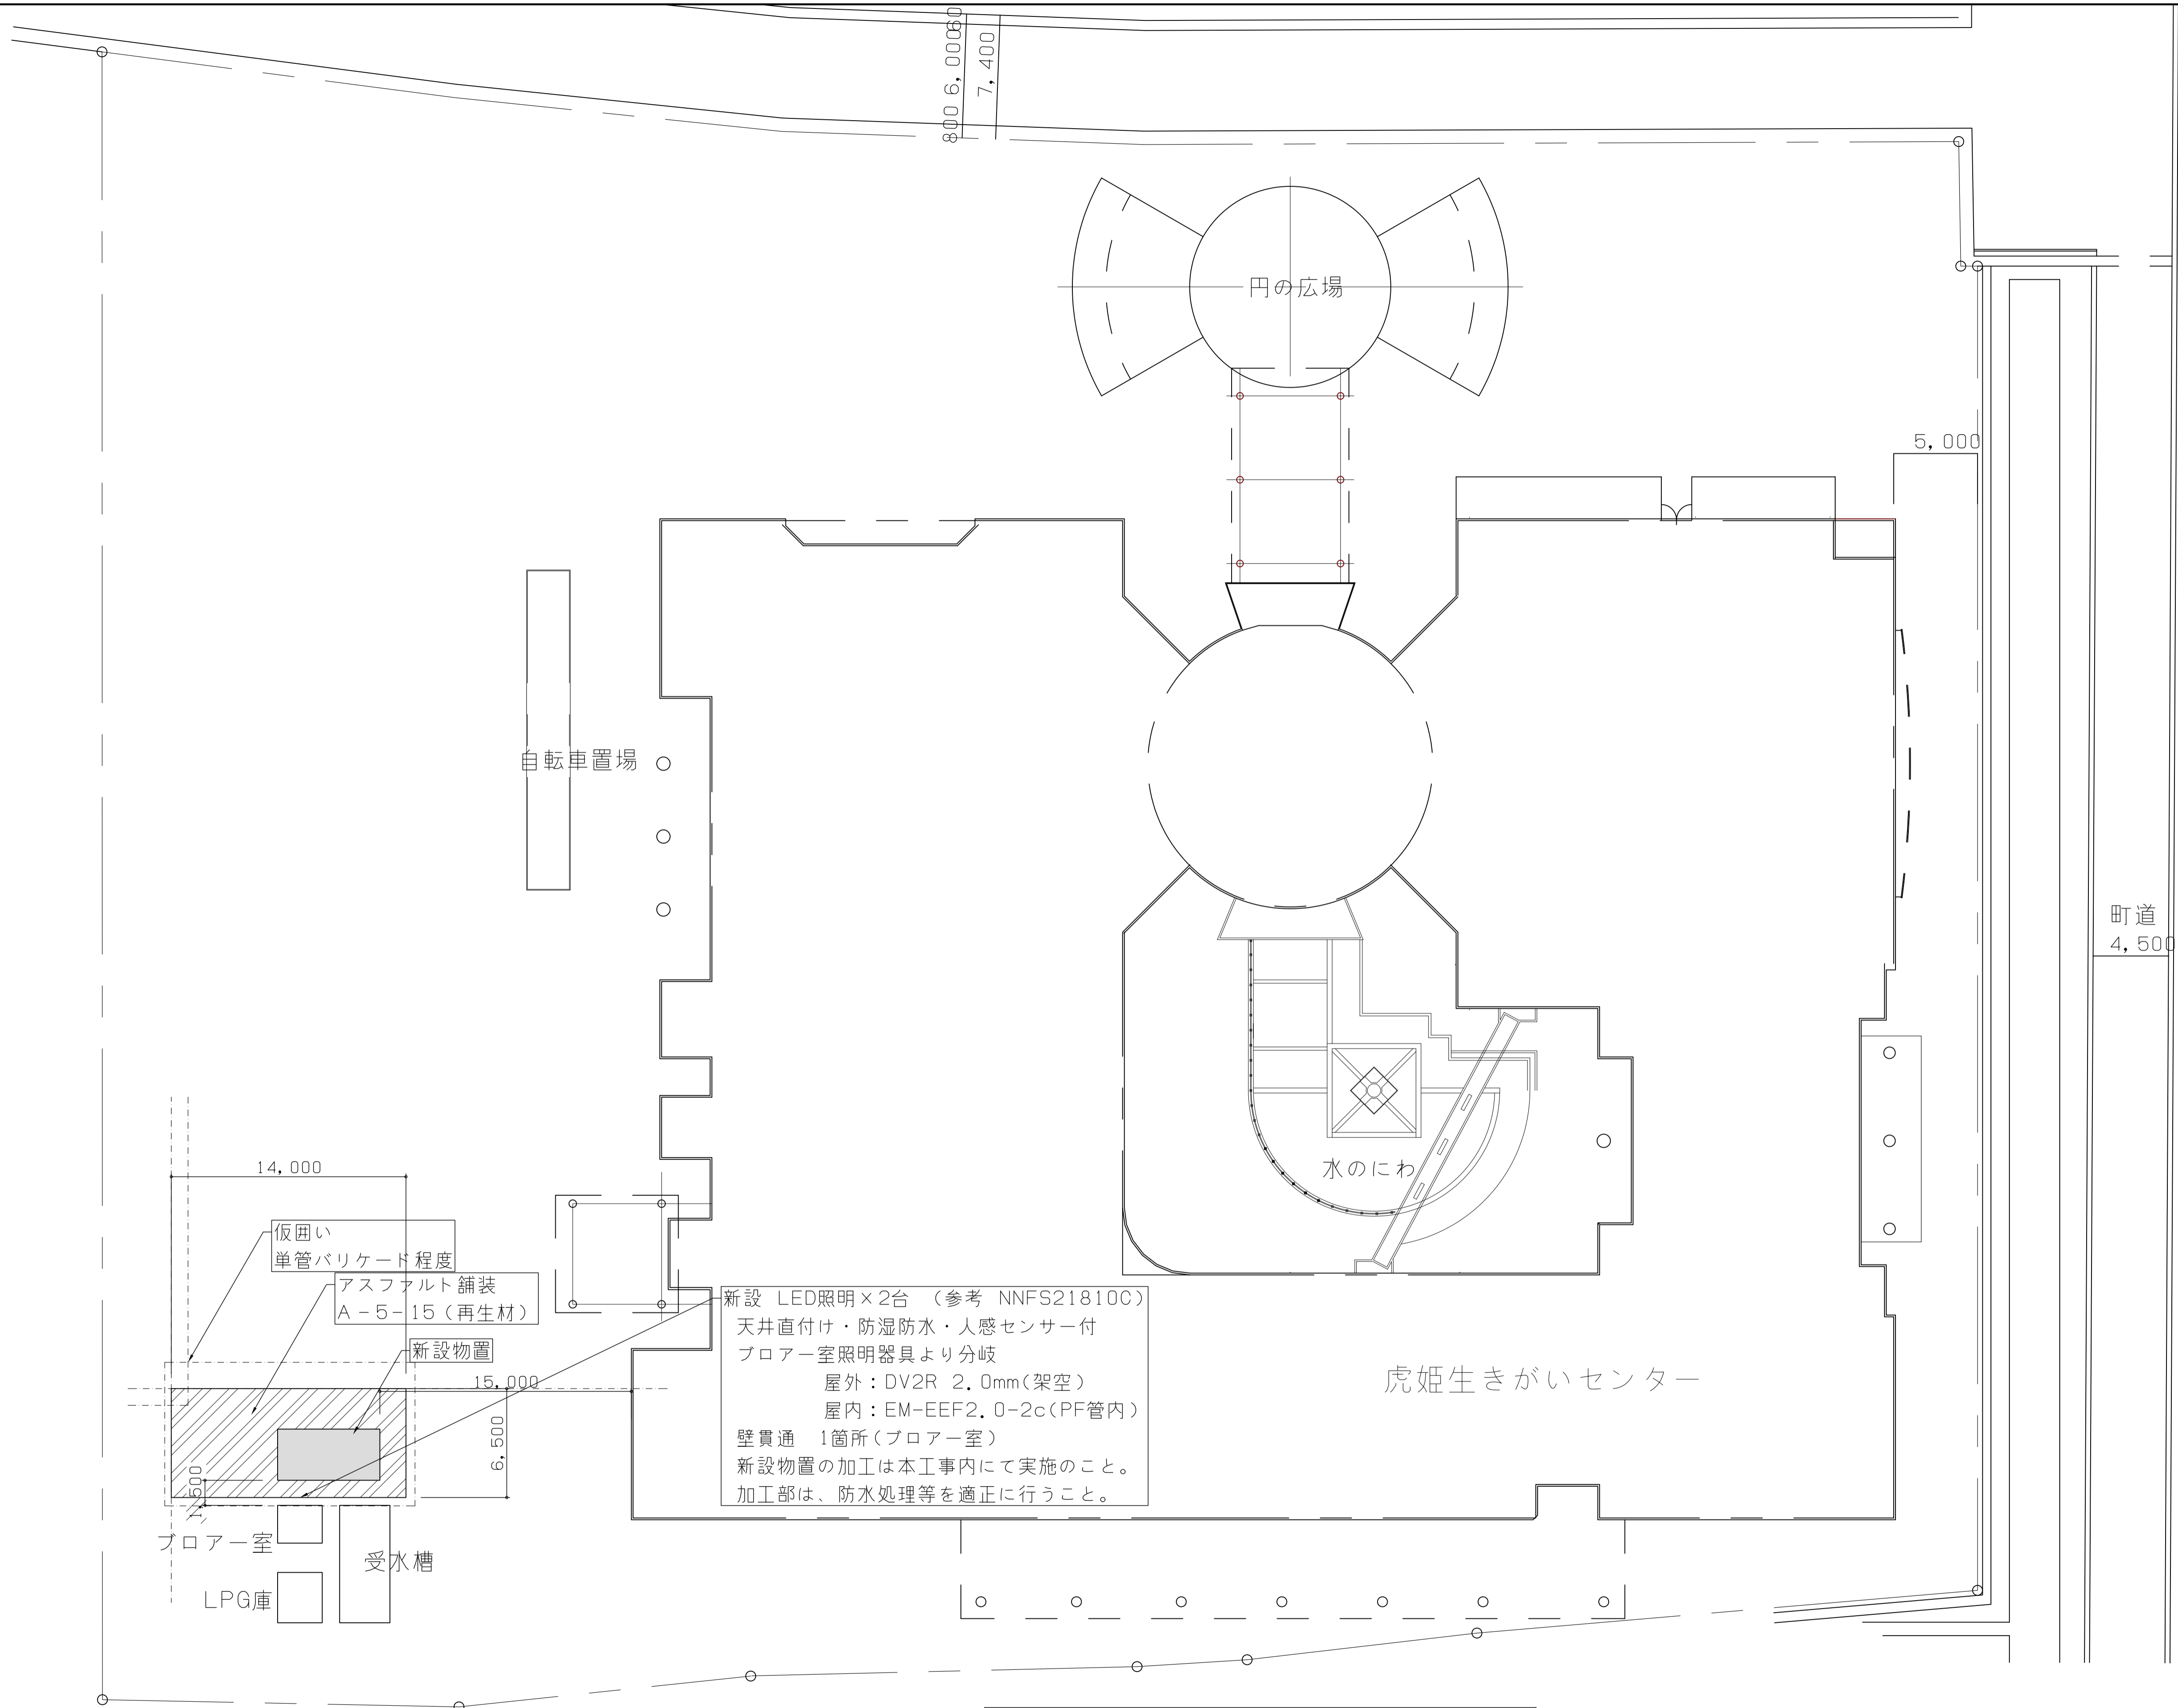 800 6,000 60
7,400
円の広場
5,000
自転車置場
町道
4,500
水のにわ
14,000
仮囲い
単管バリケード程度
アスファルト舗装
A-5-15(再生材)
新設物置
15,000
6,500
1,500
新設 LED照明×2台 (参考 NNFS21810C)
天井直付け・防湿防水・人感センサー付
ブロアー室照明器具より分岐
屋外:DV2R 2.0mm(架空)
屋内:EM-EEF2.0-2c(PF管内)
壁貫通 1箇所(ブロアー室)
新設物置の加工は本工事内にて実施のこと。
加工部は、防水処理等を適正に行うこと。
虎姫生きがいセンター
ブロアー室
受水槽
LPG庫